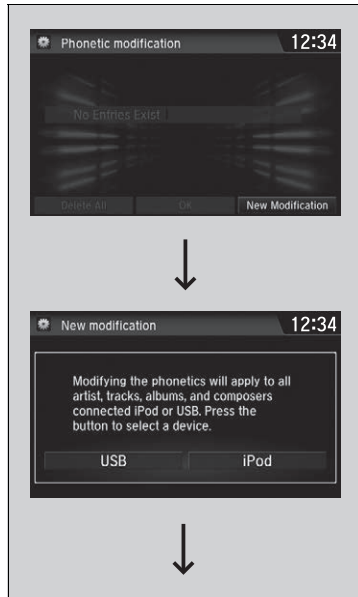 Phonetic modification 12:34
No Entries Exist
Delete All OK New Modification
New modification 12:34
Modifying the phonetics will apply to all
artist, tracks, albums, and composers
connected iPod or USB. Press the
button to select a device.
USB iPod